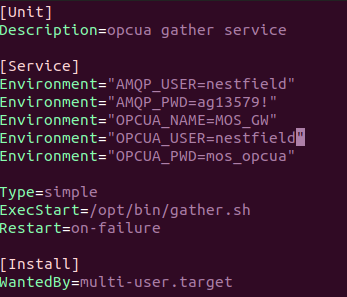 [Unit]
Description=opcua gather service
[Service]
Environment="AMQP_USER=nestfield"
Environment="AMQP_PWD=ag13579!"
Environment="OPCUA_NAME=MOS_GW"
Environment="OPCUA_USER=nestfield"
Environment="OPCUA_PWD=mos_opcua"
Type=simple
ExecStart=/opt/bin/gather.sh
Restart=on-failure
[Install]
WantedBy=multi-user.target